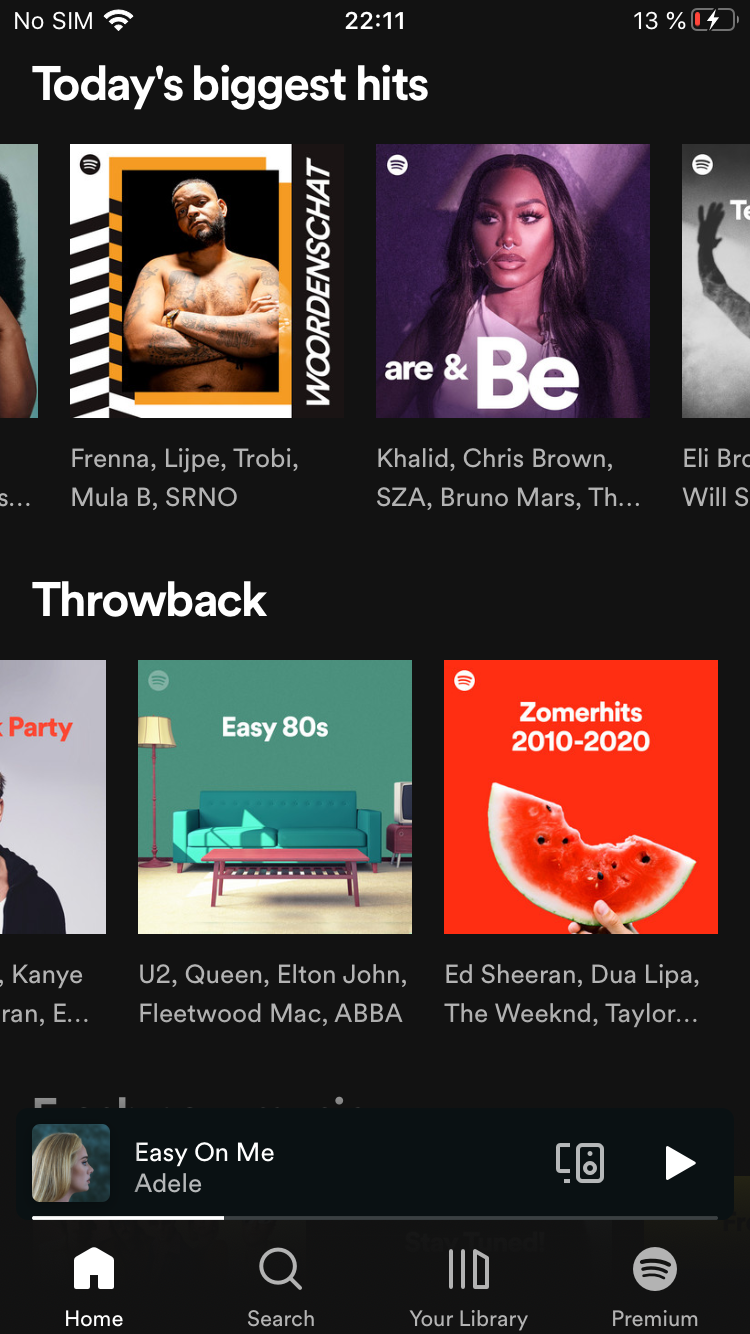 No SIM 22:11 13 %
Today's biggest hits
WOORDENSCHAT
are & Be
Te
s...
Frenna, Lijpe, Trobi,
Mula B, SRNO
Khalid, Chris Brown,
SZA, Bruno Mars, Th...
Eli Bro
Will S
Throwback
k Party
Easy 80s
Zomerhits
2010-2020
, Kanye
ran, E...
U2, Queen, Elton John,
Fleetwood Mac, ABBA
Ed Sheeran, Dua Lipa,
The Weeknd, Taylor...
Easy On Me
Adele
Stay Tuned!
Home
Search
Your Library
Premium